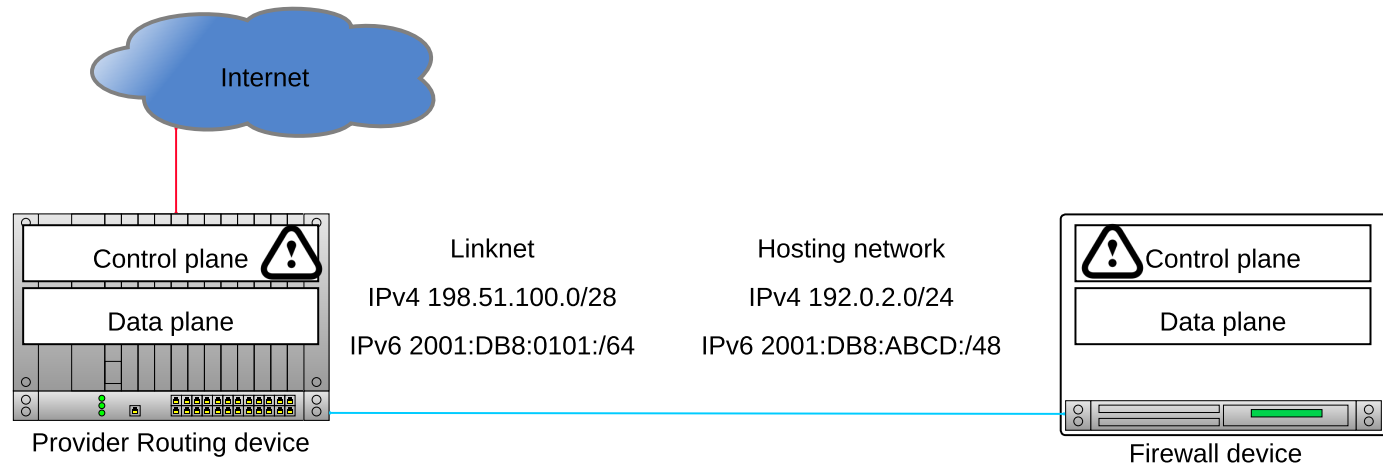 Internet
Control plane
Data plane
Provider Routing device
Linknet
IPv4 198.51.100.0/28
IPv6 2001:DB8:0101:/64
Hosting network
IPv4 192.0.2.0/24
IPv6 2001:DB8:ABCD:/48
Control plane
Data plane
Firewall device